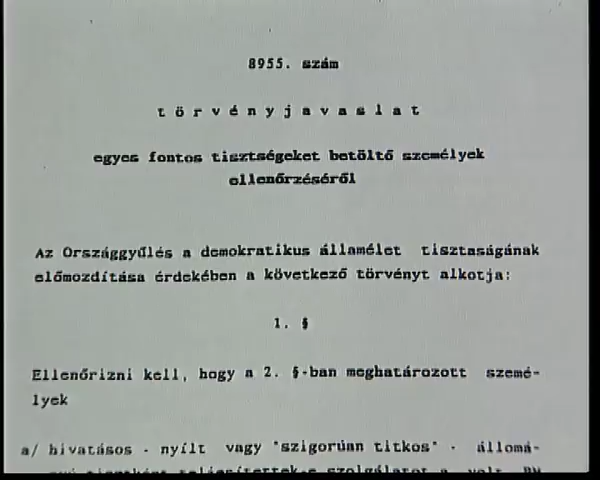 8955. szám
törvényjavaslat
egyes fontos tisztségeket betöltő személyek
ellenőrzéséről
Az Országgyűlés a demokratikus államélet tisztaságának
előmozdítása érdekében a következő törvényt alkotja:
1. §
Ellenőrizni kell, hogy a 2. §-ban meghatározott szemé-
lyek
a/ hivatásos - nyílt vagy "szigorúan titkos" - állomá-